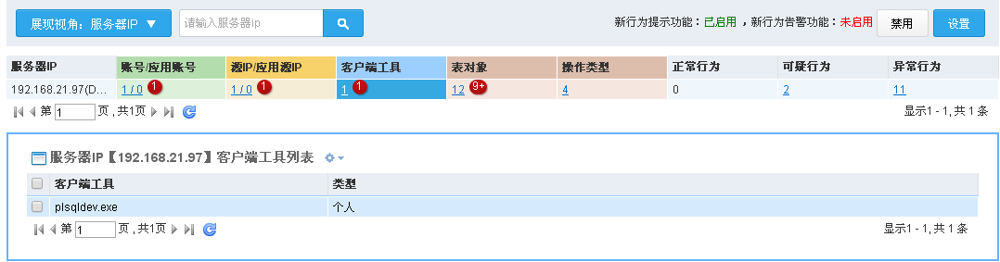 展现视角：服务器IP ▼ 请输入服务器ip 新行为提示功能：已启用 ，新行为告警功能：未启用 禁用 设置
服务器IP 账号/应用账号 源IP/应用源IP 客户端工具 表对象 操作类型 正常行为 可疑行为 异常行为
192.168.21.97(D... 1 / 0 1 1 / 0 1 1 1 12 9+ 4 0 2 11
第 1 页 , 共1页 显示1 - 1, 共 1 条
服务器IP【192.168.21.97】客户端工具列表
客户端工具 类型
plsqldev.exe 个人
第 1 页 , 共1页 显示1 - 1, 共 1 条